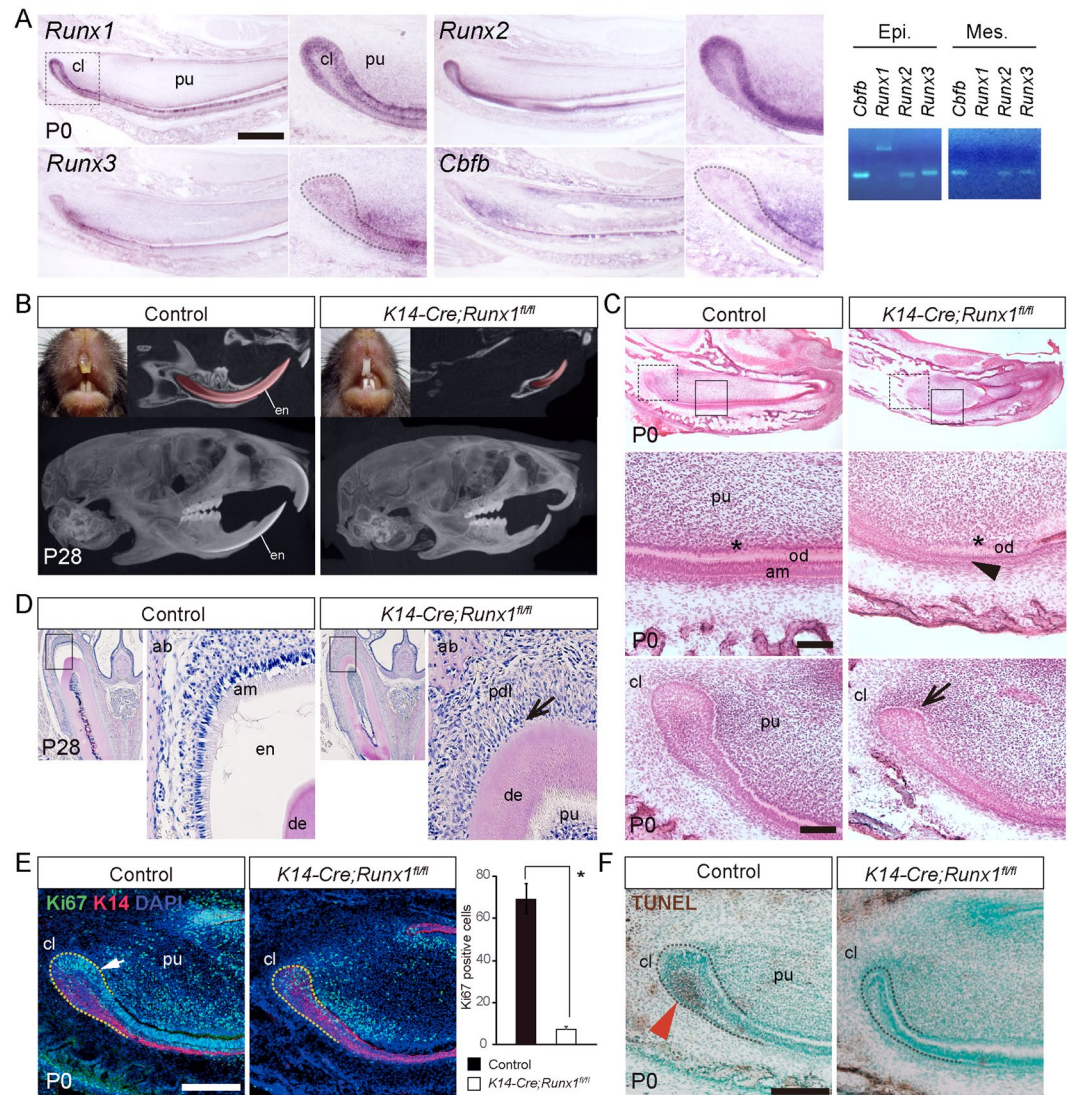 A
Runx1
cl
pu
P0
cl
pu
Runx2
Runx3
Cbfb
Epi.
Mes.
Cbfb
Runx1
Runx2
Runx3
Cbfb
Runx1
Runx2
Runx3
B
Control
K14-Cre;Runx1fl/fl
en
en
P28
C
Control
K14-Cre;Runx1fl/fl
P0
pu
*
od
am
P0
*
od
cl
pu
P0
cl
D
Control
K14-Cre;Runx1fl/fl
P28
ab
am
en
de
ab
pdl
de
pu
E
Control
K14-Cre;Runx1fl/fl
Ki67 K14 DAPI
cl
pu
P0
cl
Ki67 positive cells
80
60
40
20
0
*
Control
K14-Cre;Runx1fl/fl
F
Control
K14-Cre;Runx1fl/fl
TUNEL
cl
pu
P0
cl